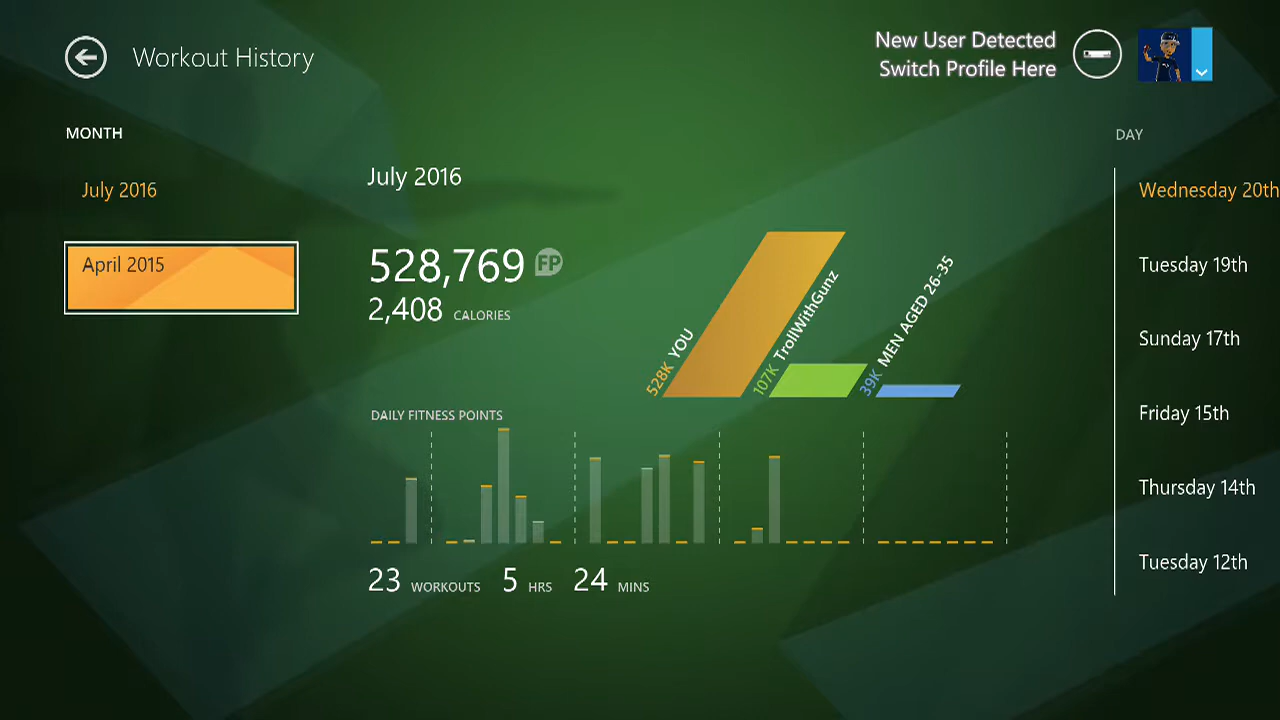 Workout History
New User Detected
Switch Profile Here
MONTH
July 2016
April 2015
July 2016
528,769 FP
2,408 CALORIES
528K YOU
107K TrollWithGunz
39K MEN AGED 26-35
DAILY FITNESS POINTS
23 WORKOUTS 5 HRS 24 MINS
DAY
Wednesday 20th
Tuesday 19th
Sunday 17th
Friday 15th
Thursday 14th
Tuesday 12th